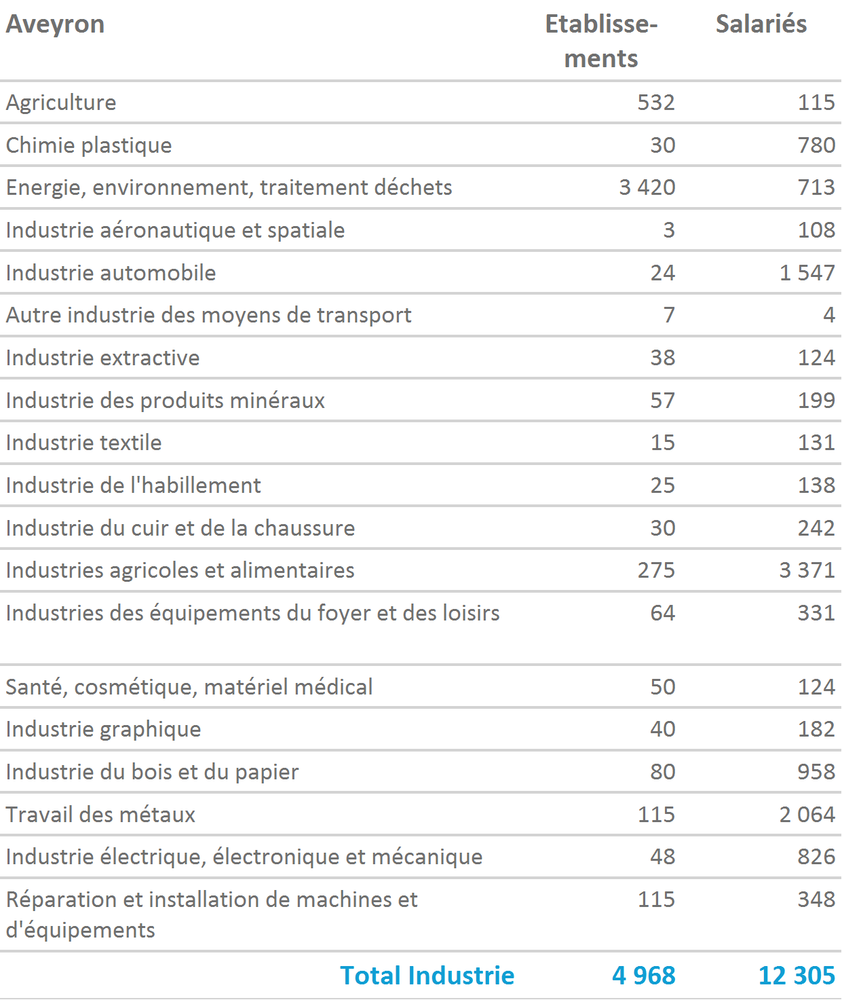 Aveyron Etablisse- Salariés
ments
Agriculture 532 115
Chimie plastique 30 780
Energie, environnement, traitement déchets 3 420 713
Industrie aéronautique et spatiale 3 108
Industrie automobile 24 1 547
Autre industrie des moyens de transport 7 4
Industrie extractive 38 124
Industrie des produits minéraux 57 199
Industrie textile 15 131
Industrie de l'habillement 25 138
Industrie du cuir et de la chaussure 30 242
Industries agricoles et alimentaires 275 3 371
Industries des équipements du foyer et des loisirs 64 331
Santé, cosmétique, matériel médical 50 124
Industrie graphique 40 182
Industrie du bois et du papier 80 958
Travail des métaux 115 2 064
Industrie électrique, électronique et mécanique 48 826
Réparation et installation de machines et 115 348
d'équipements
Total Industrie 4 968 12 305